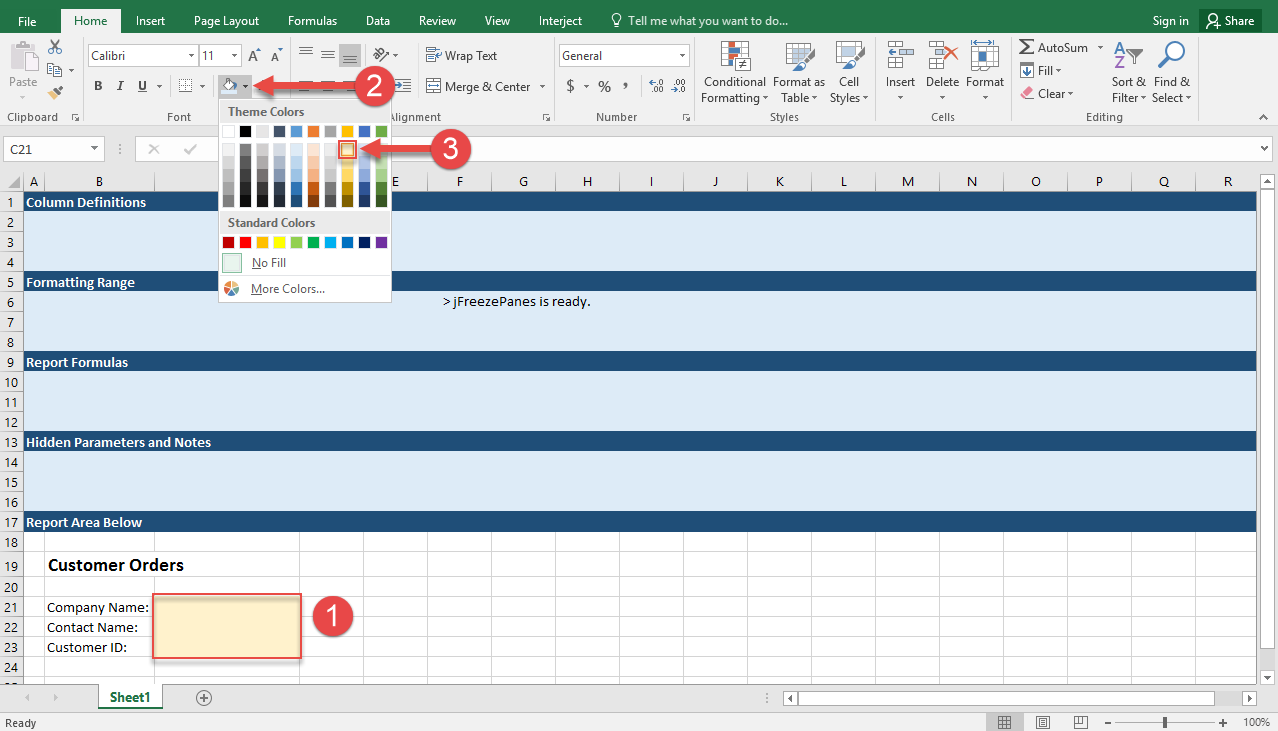 File Home Insert Page Layout Formulas Data Review View Interject Tell me what you want to do... Sign in Share
Calibri 11 Wrap Text General AutoSum
Paste B I U 2 Merge & Center $ % , Conditional Formatting Format as Table Cell Styles Insert Delete Format Fill Clear Sort & Filter Find & Select
Clipboard Font lignment Number Styles Cells Editing
Theme Colors
C21 3
A B E F G H I J K L M N O P Q R
1 Column Definitions
2 Standard Colors
3
4 No Fill
5 Formatting Range
More Colors...
6 > jFreezePanes is ready.
7
8
9 Report Formulas
10
11
12
13 Hidden Parameters and Notes
14
15
16
17 Report Area Below
18
19 Customer Orders
20
21 Company Name: 1
22 Contact Name:
23 Customer ID:
24
Sheet1
Ready 100%